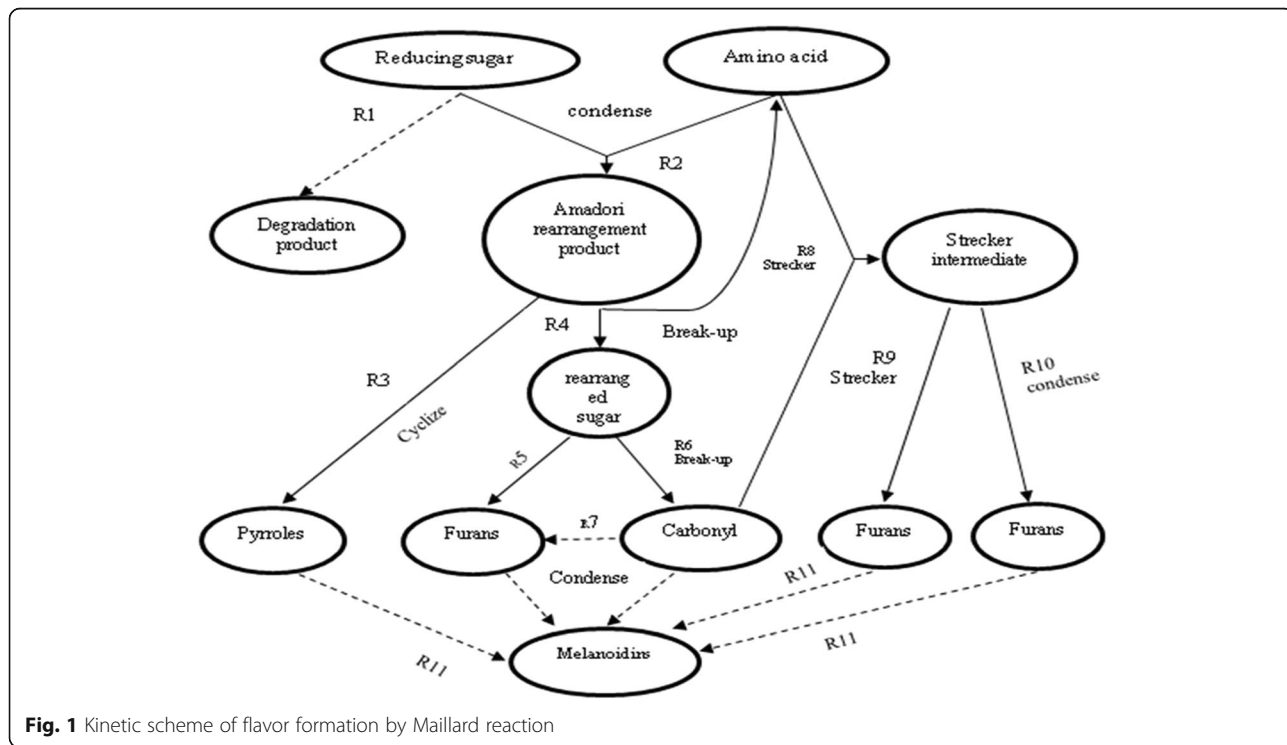 Reducing sugar
Amino acid
R1
condense
R2
Degradation
product
Amadori
rearrangement
product
R8
Strecker
Strecker
intermediate
R4
Break-up
R3
Cyclize
rearrang
ed
sugar
R9
Strecker
R10
condense
R5
R6
Break-up
Pyrroles
Furans
R7
Carbonyl
Furans
Furans
Condense
R11
R11
R11
Melanoidins
Fig. 1 Kinetic scheme of flavor formation by Maillard reaction